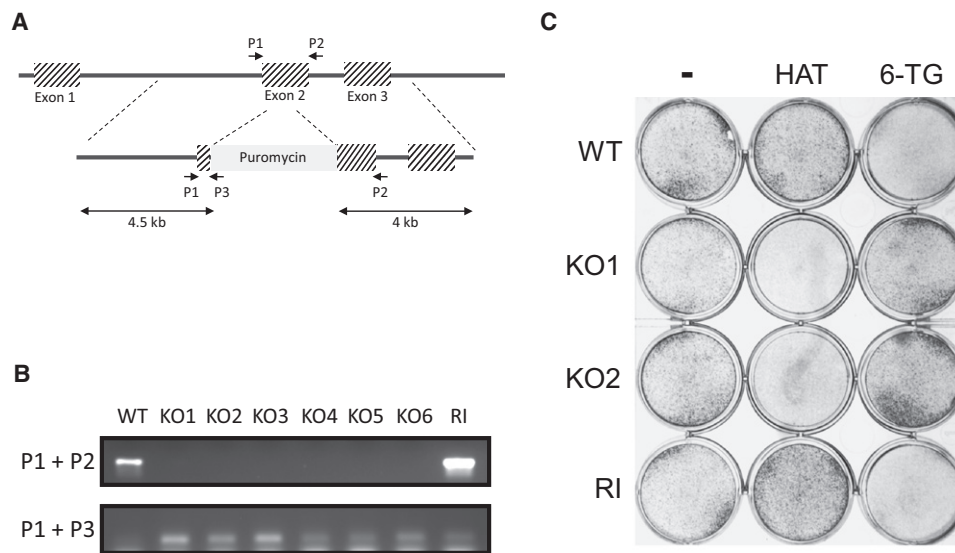 A
P1 P2
Exon 1 Exon 2 Exon 3
Puromycin
P1 P3 P2
4.5 kb 4 kb
B
WT KO1 KO2 KO3 KO4 KO5 KO6 RI
P1 + P2
P1 + P3
C
- HAT 6-TG
WT
KO1
KO2
RI